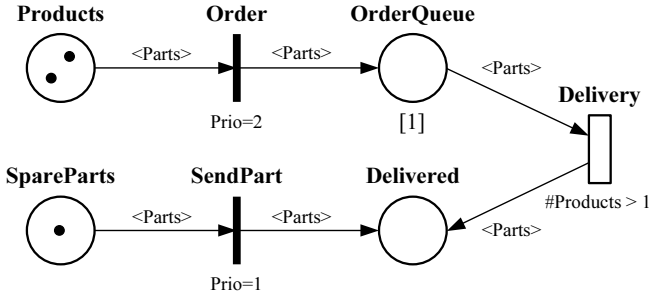 Products
Order
OrderQueue
<Parts>
<Parts>
<Parts>
Delivery
Prio=2
[1]
SpareParts
SendPart
Delivered
#Products > 1
<Parts>
<Parts>
<Parts>
Prio=1